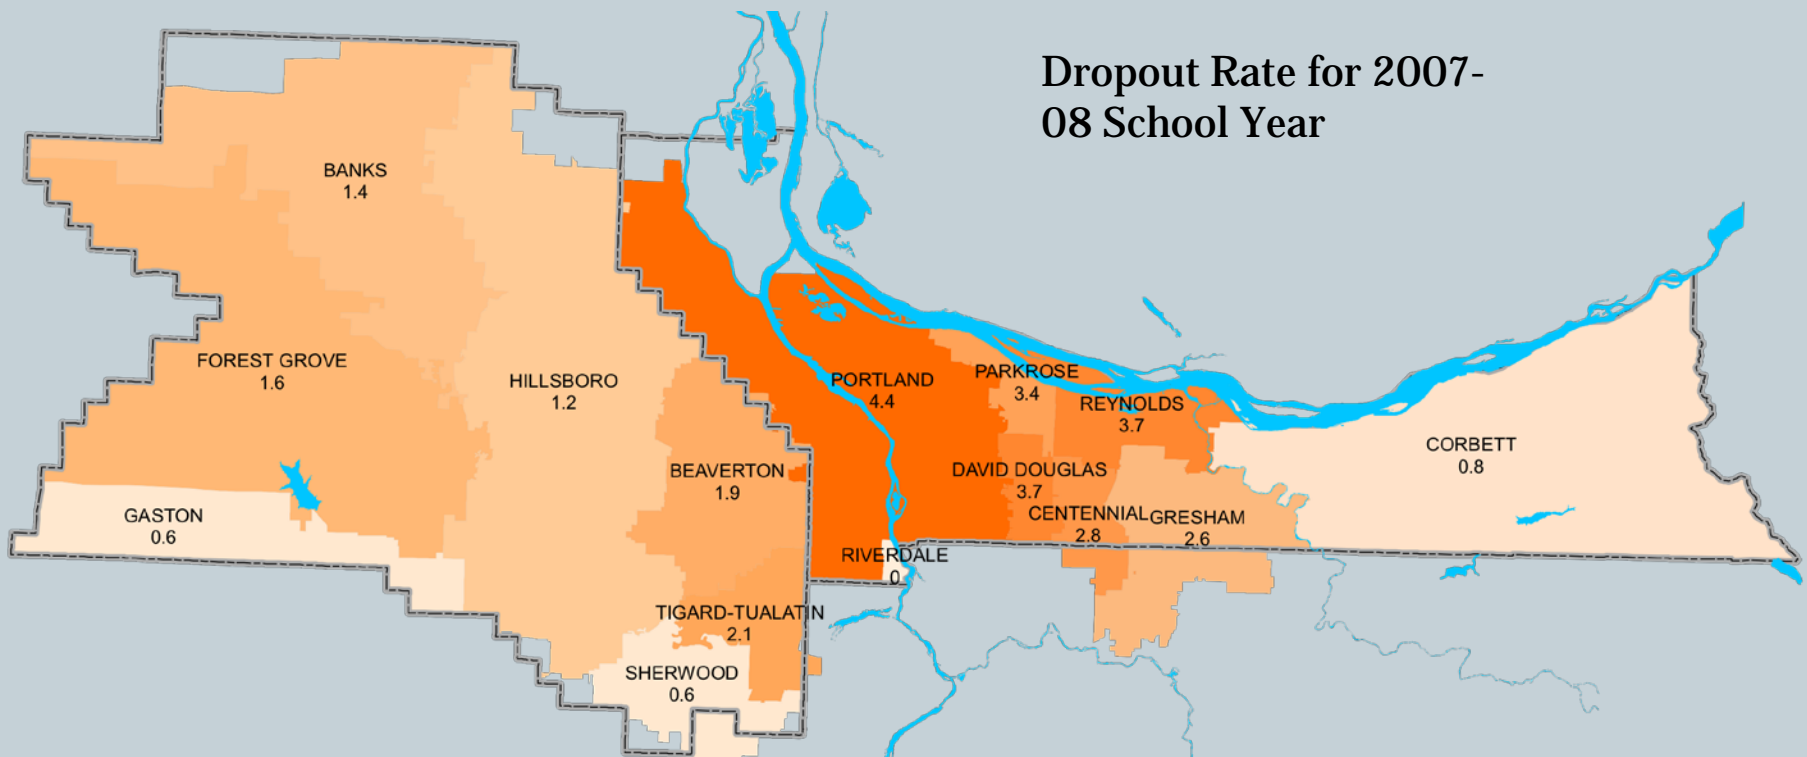 Dropout Rate for 2007-
08 School Year
BANKS
1.4
FOREST GROVE
1.6
HILLSBORO
1.2
PORTLAND
4.4
PARKROSE
3.4
REYNOLDS
3.7
CORBETT
0.8
BEAVERTON
1.9
DAVID DOUGLAS
3.7
GASTON
0.6
CENTENNIAL
2.8
GRESHAM
2.6
RIVERDALE
0
TIGARD-TUALATIN
2.1
SHERWOOD
0.6